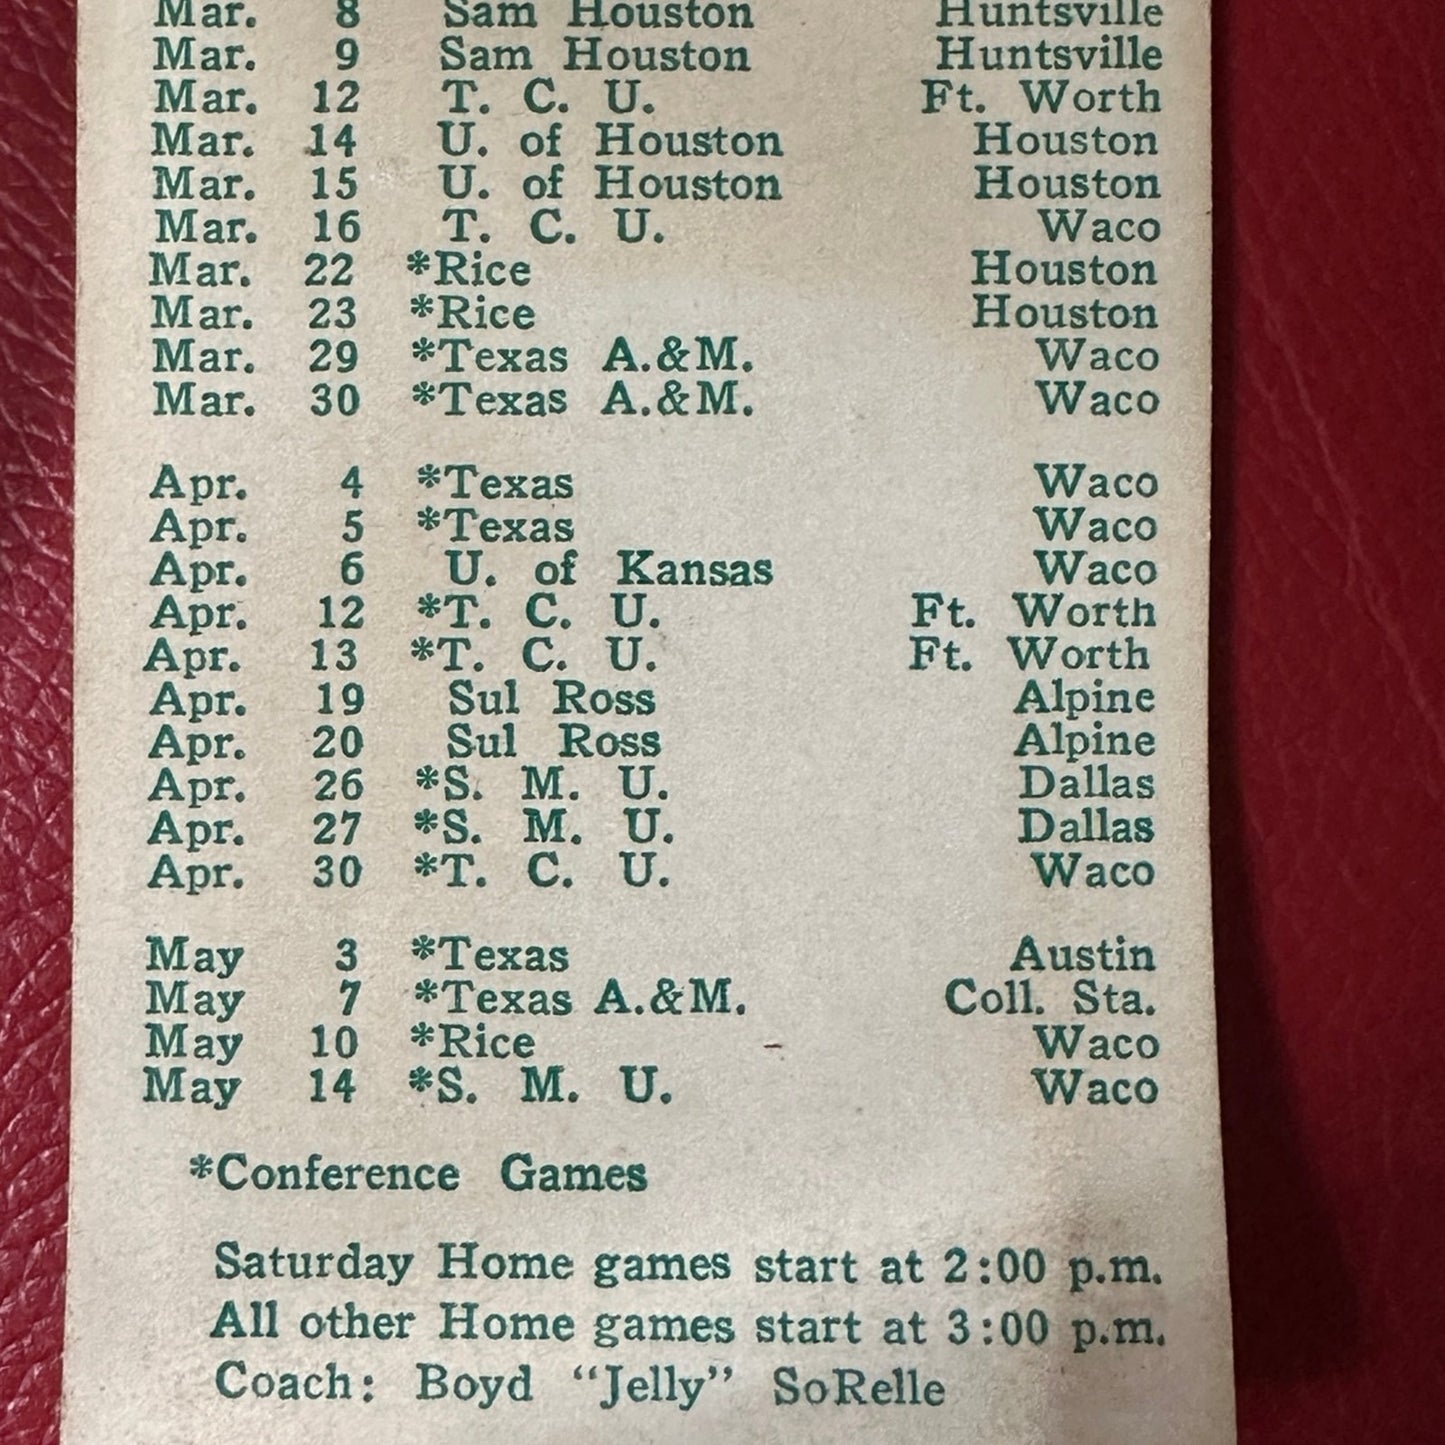 Mar. 8 Sam Houston Huntsville
Mar. 9 Sam Houston Huntsville
Mar. 12 T. C. U. Ft. Worth
Mar. 14 U. of Houston Houston
Mar. 15 U. of Houston Houston
Mar. 16 T. C. U. Waco
Mar. 22 *Rice Houston
Mar. 23 *Rice Houston
Mar. 29 *Texas A.&M. Waco
Mar. 30 *Texas A.&M. Waco
Apr. 4 *Texas Waco
Apr. 5 *Texas Waco
Apr. 6 U. of Kansas Waco
Apr. 12 *T. C. U. Ft. Worth
Apr. 13 *T. C. U. Ft. Worth
Apr. 19 Sul Ross Alpine
Apr. 20 Sul Ross Alpine
Apr. 26 *S. M. U. Dallas
Apr. 27 *S. M. U. Dallas
Apr. 30 *T. C. U. Waco
May 3 *Texas Austin
May 7 *Texas A.&M. Coll. Sta.
May 10 *Rice Waco
May 14 *S. M. U. Waco
*Conference Games
Saturday Home games start at 2:00 p.m.
All other Home games start at 3:00 p.m.
Coach: Boyd "Jelly" SoRelle